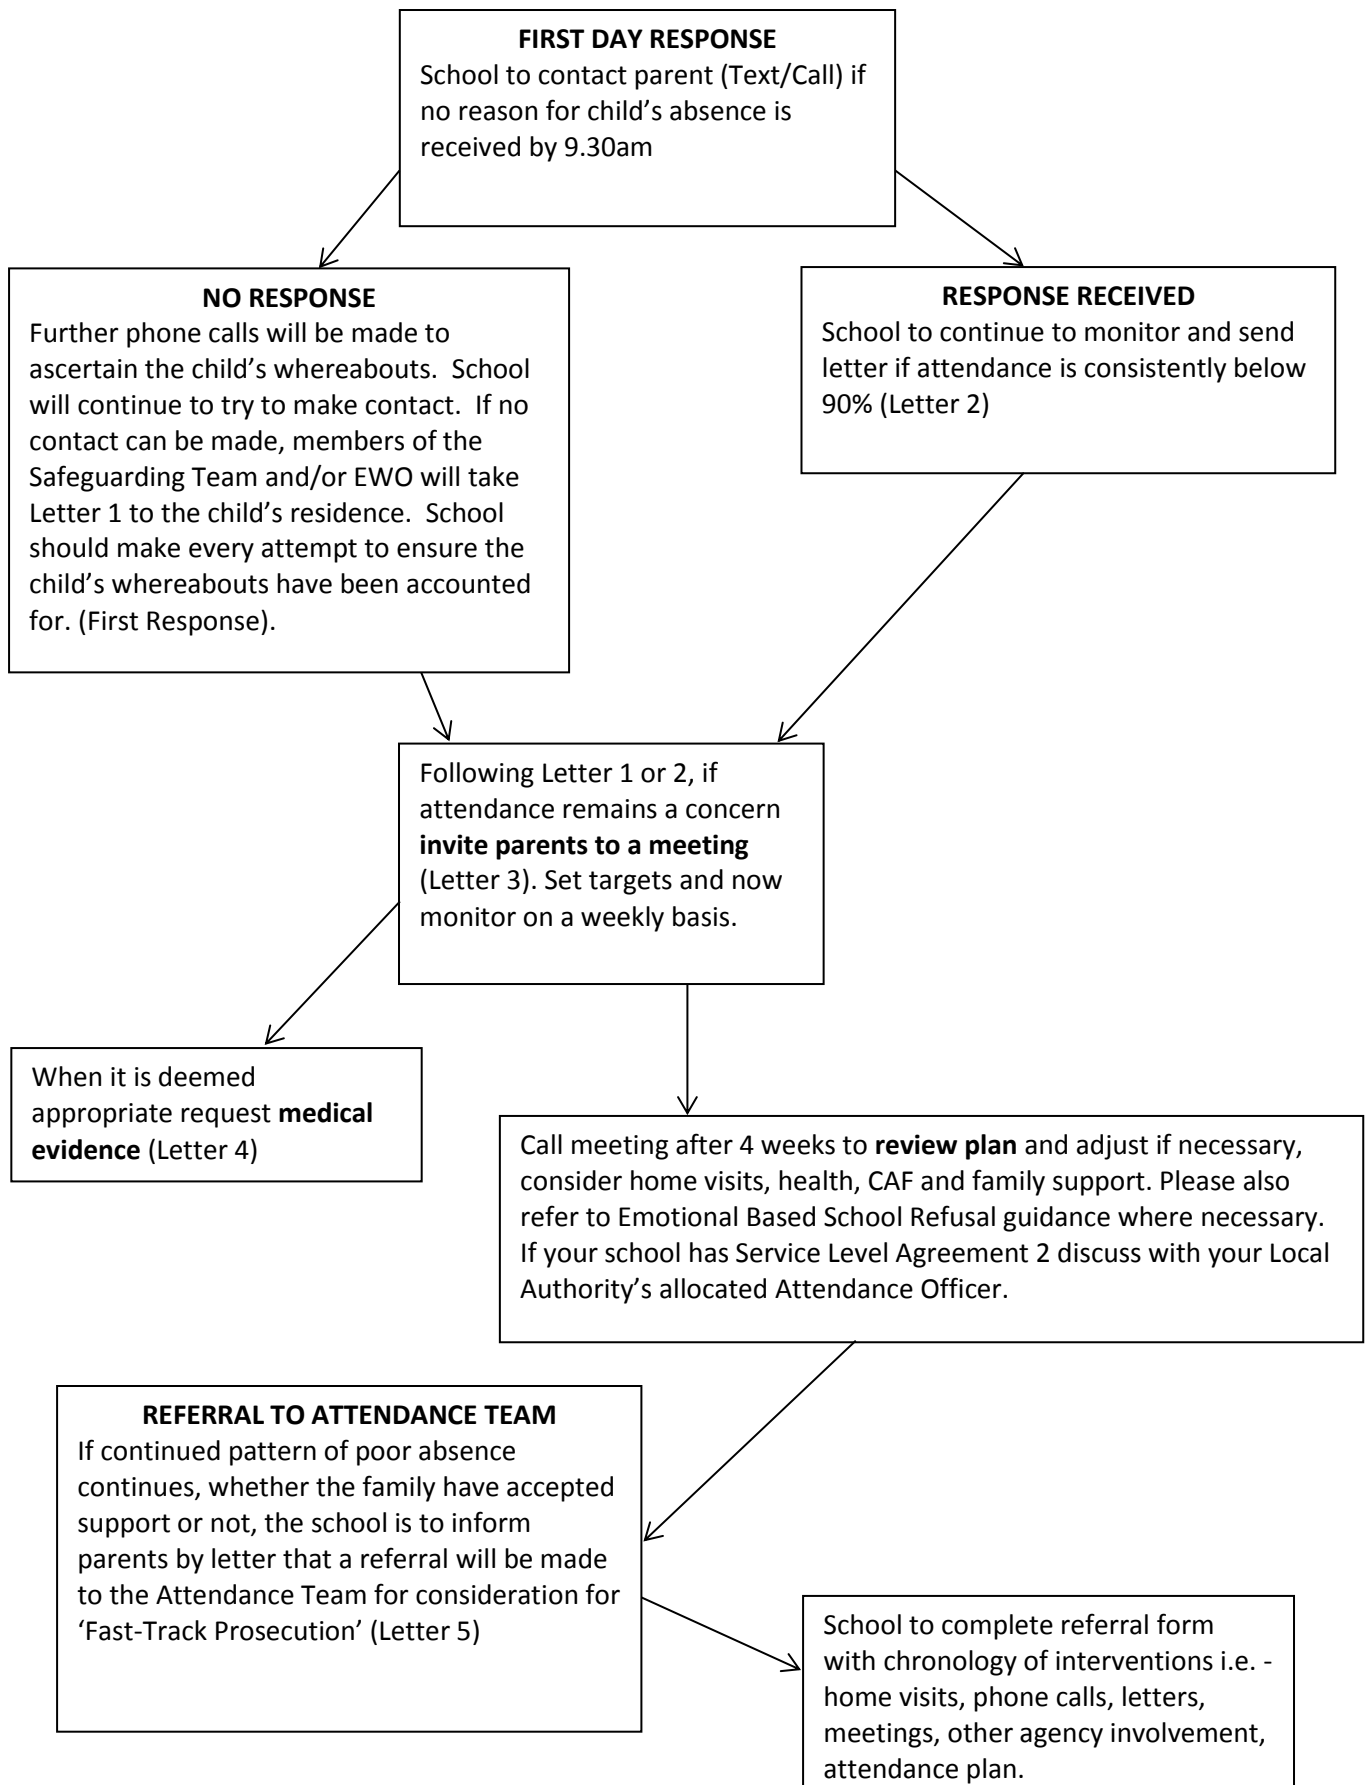 FIRST DAY RESPONSE
School to contact parent (Text/Call) if
no reason for child’s absence is
received by 9.30am
NO RESPONSE
Further phone calls will be made to
ascertain the child’s whereabouts.  School
will continue to try to make contact.  If no
contact can be made, members of the
Safeguarding Team and/or EWO will take
Letter 1 to the child’s residence.  School
should make every attempt to ensure the
child’s whereabouts have been accounted
for. (First Response).
RESPONSE RECEIVED
School to continue to monitor and send
letter if attendance is consistently below
90% (Letter 2)
Following Letter 1 or 2, if
attendance remains a concern
invite parents to a meeting
(Letter 3). Set targets and now
monitor on a weekly basis.
When it is deemed
appropriate request medical
evidence (Letter 4)
Call meeting after 4 weeks to review plan and adjust if necessary,
consider home visits, health, CAF and family support. Please also
refer to Emotional Based School Refusal guidance where necessary.
If your school has Service Level Agreement 2 discuss with your Local
Authority’s allocated Attendance Officer.
REFERRAL TO ATTENDANCE TEAM
If continued pattern of poor absence
continues, whether the family have accepted
support or not, the school is to inform
parents by letter that a referral will be made
to the Attendance Team for consideration for
‘Fast-Track Prosecution’ (Letter 5)
School to complete referral form
with chronology of interventions i.e. -
home visits, phone calls, letters,
meetings, other agency involvement,
attendance plan.